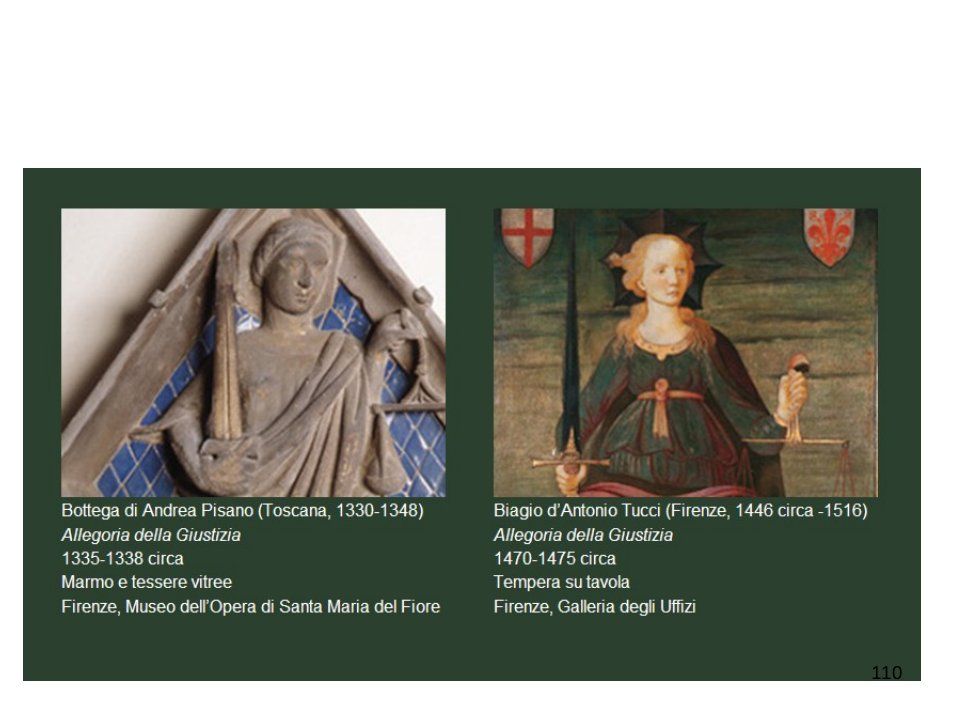 Bottega di Andrea Pisano (Toscana, 1330-1348)
Allegoria della Giustizia
1335-1338 circa
Marmo e tessere vitree
Firenze, Museo dell'Opera di Santa Maria del Fiore
Biagio d'Antonio Tucci (Firenze, 1446 circa -1516)
Allegoria della Giustizia
1470-1475 circa
Tempera su tavola
Firenze, Galleria degli Uffizi
110